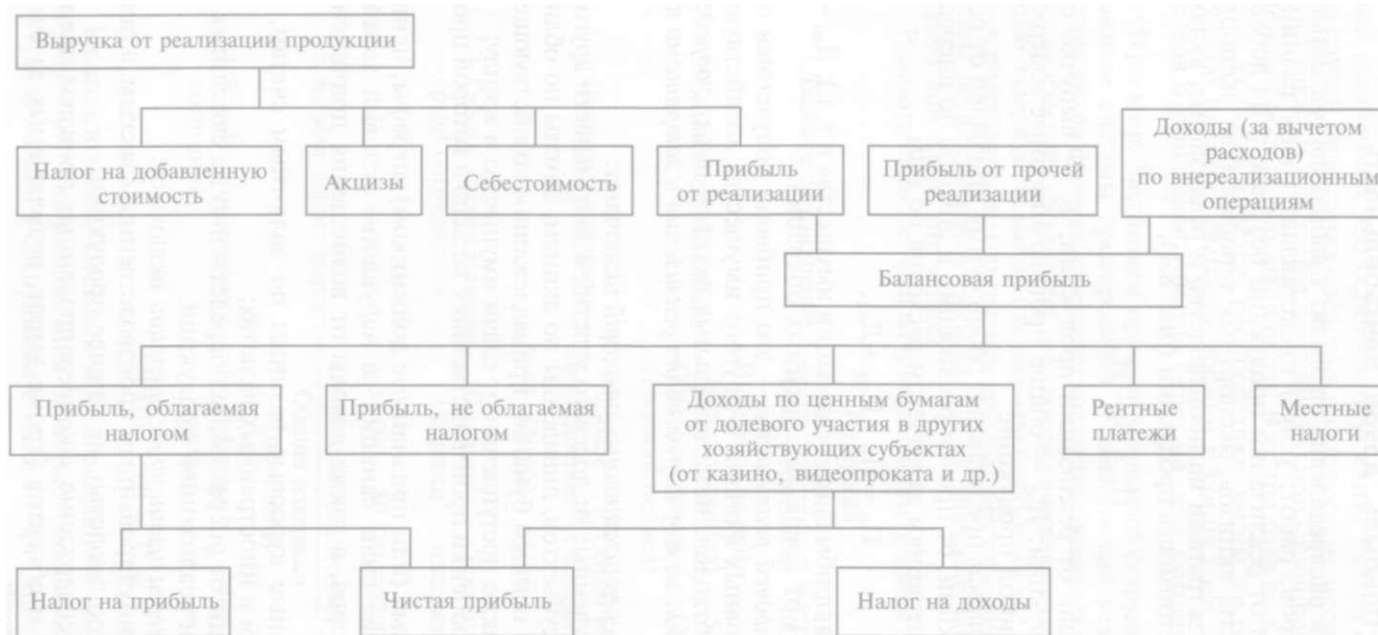 Выручка от реализации продукции
Налог на добавленную
стоимость
Акцизы
Себестоимость
Прибыль
от реализации
Прибыль от прочей
реализации
Доходы (за вычетом
расходов)
по внереализационным
операциям
Балансовая прибыль
Прибыль, облагаемая
налогом
Прибыль, не облагаемая
налогом
Доходы по ценным бумагам
от долевого участия в других
хозяйствующих субъектах
(от казино, видеопроката и др.)
Рентные
платежи
Местные
налоги
Налог на прибыль
Чистая прибыль
Налог на доходы